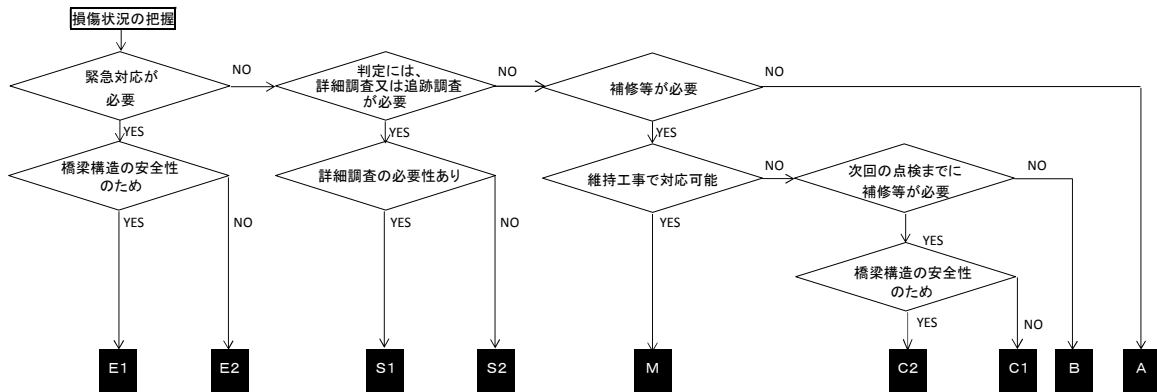 損傷状況の把握
緊急対応が
必要
NO
YES
判定には、
詳細調査又は追跡調査
が必要
NO
YES
補修等が必要
NO
YES
橋梁構造の安全性
のため
YES
NO
詳細調査の必要性あり
YES
NO
維持工事で対応可能
NO
YES
次回の点検までに
補修等が必要
NO
YES
橋梁構造の安全性
のため
YES
NO
E1
E2
S1
S2
M
C2
C1
B
A